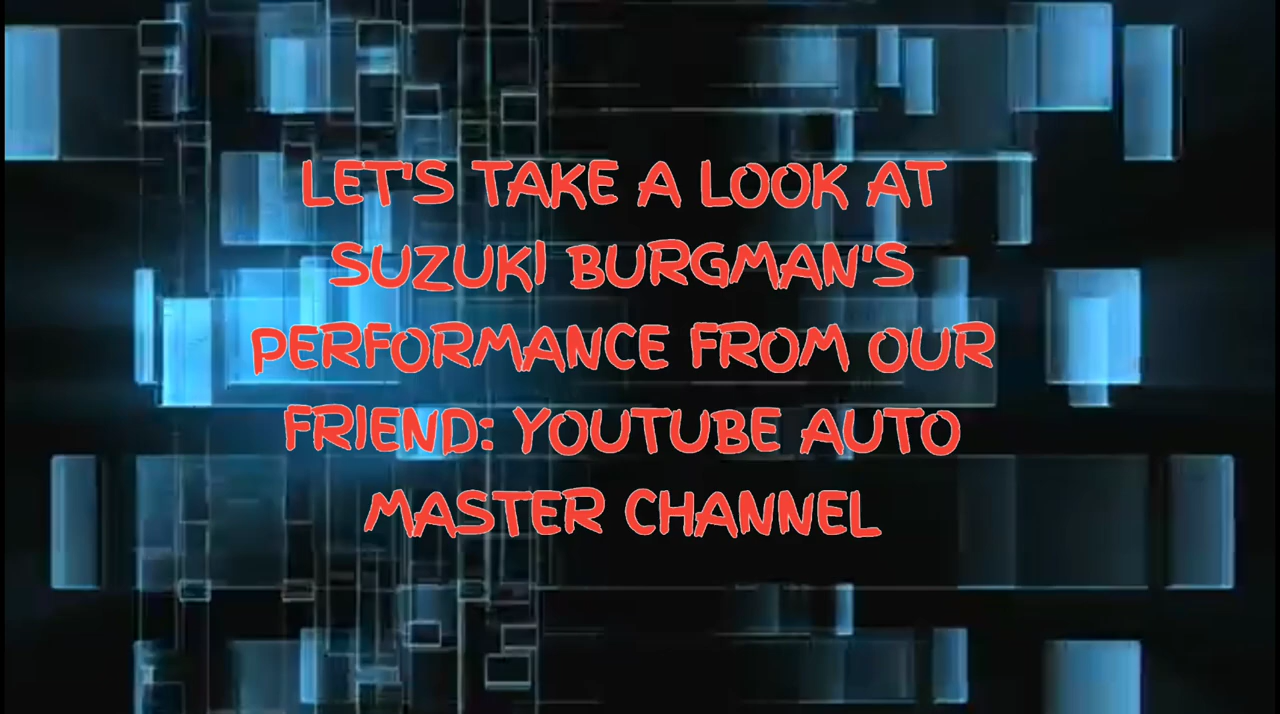 LET'S TAKE A LOOK AT
SUZUKI BURGMAN'S
PERFORMANCE FROM OUR
FRIEND: YOUTUBE AUTO
MASTER CHANNEL